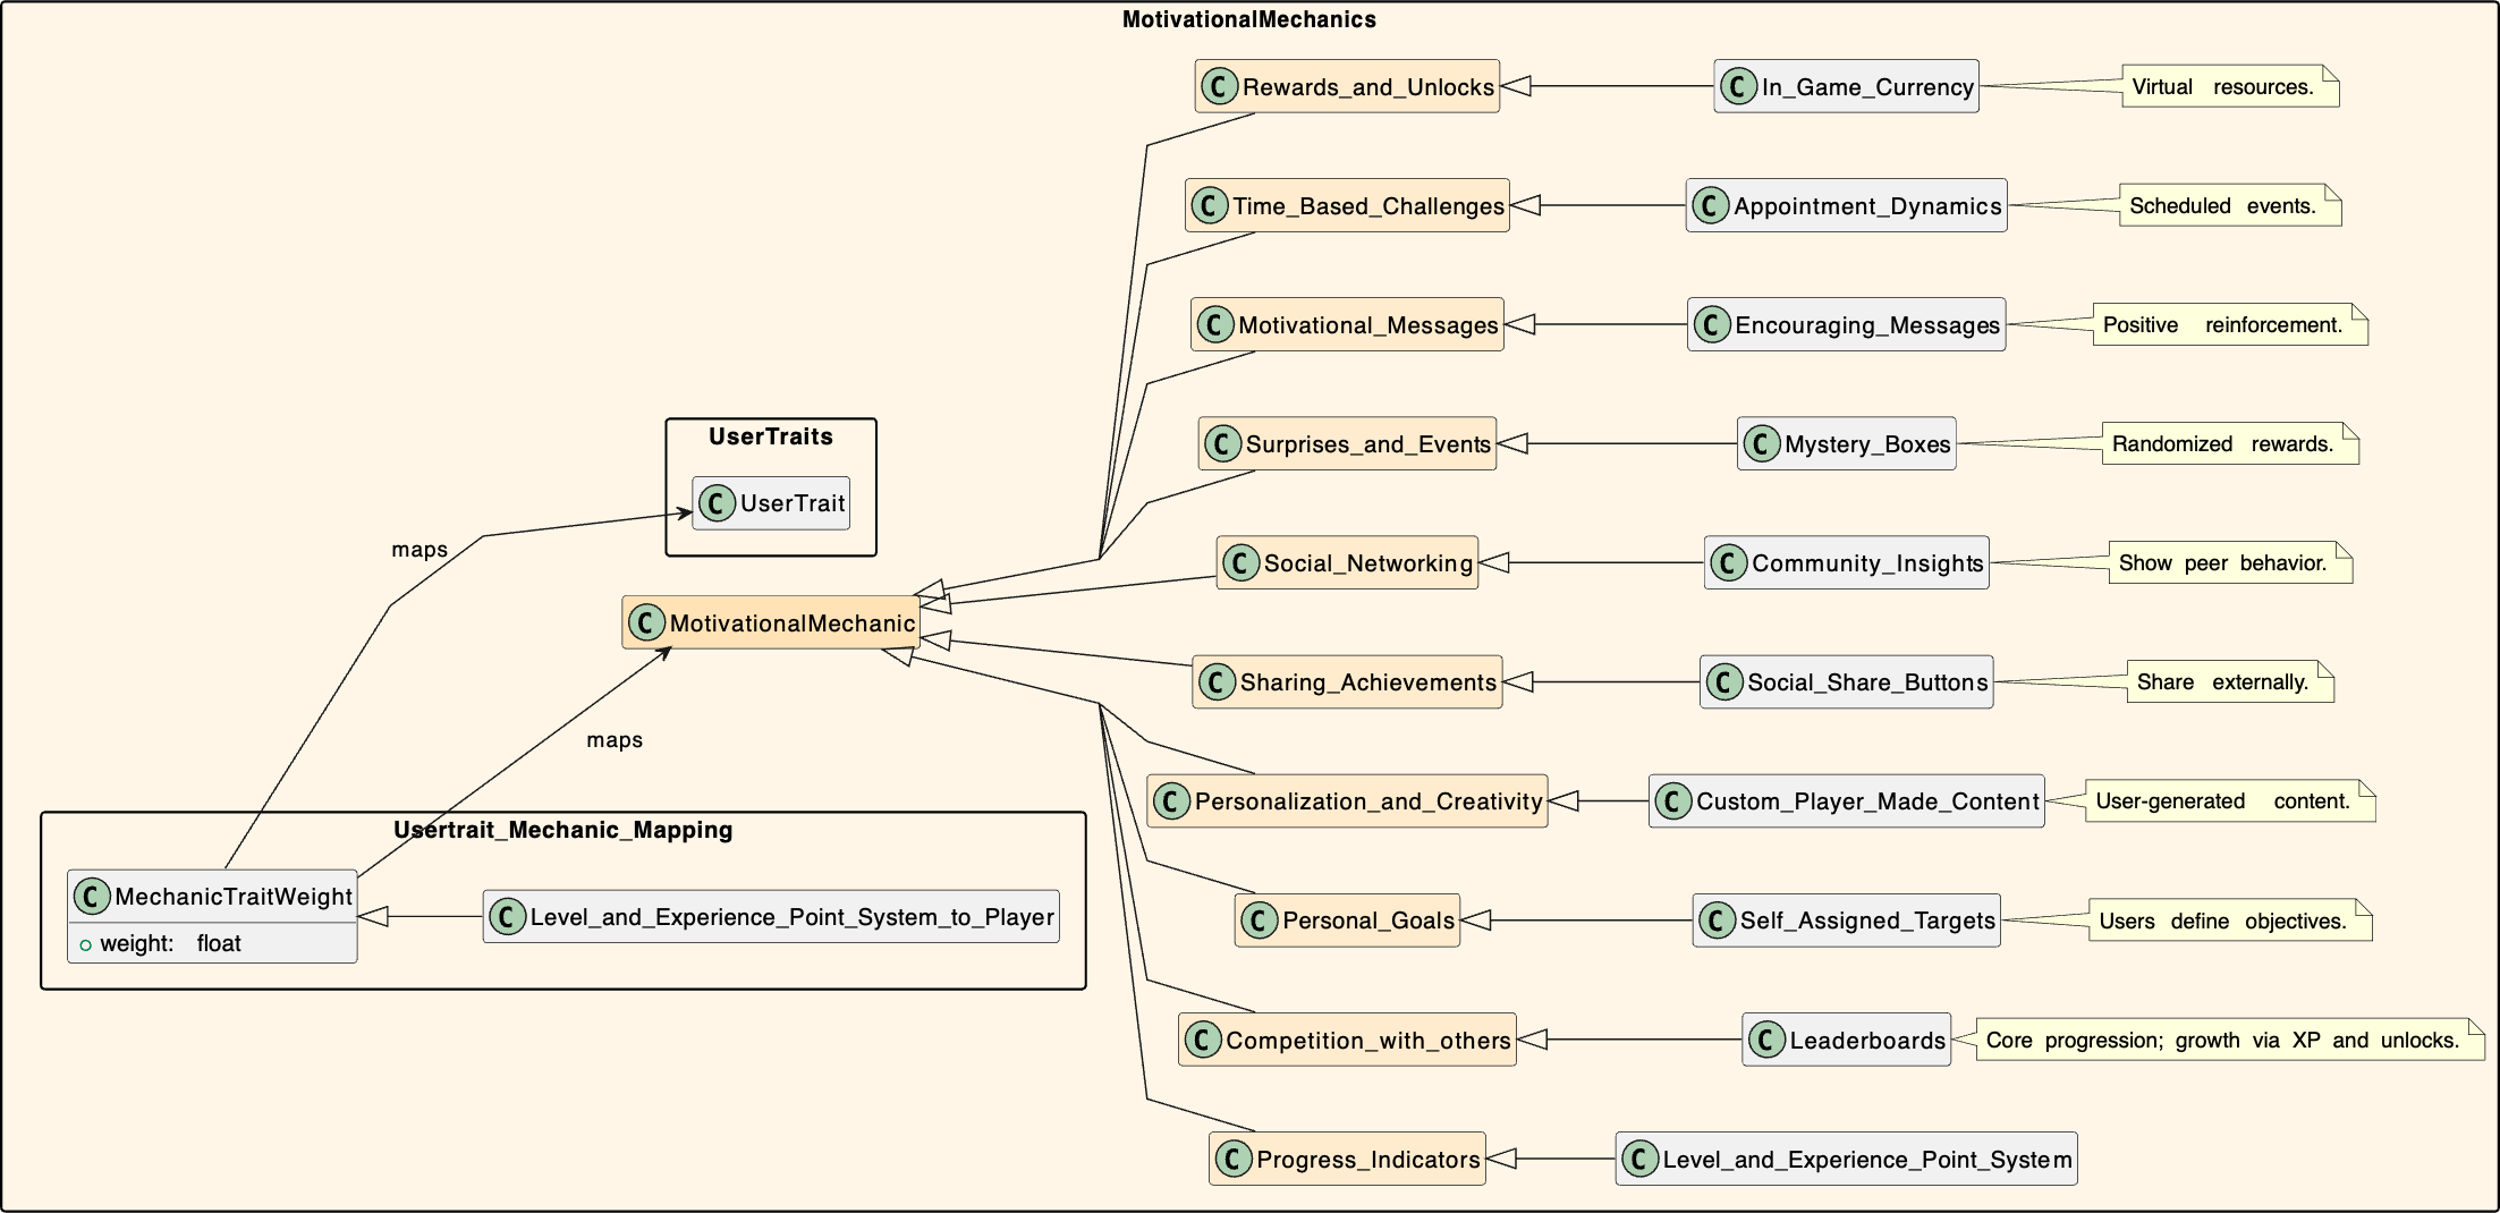 MotivationalMechanics
C Rewards_and_Unlocks
C In_Game_Currency
Virtual resources.
C Time_Based_Challenges
C Appointment_Dynamics
Scheduled events.
C Motivational_Messages
C Encouraging_Messages
Positive reinforcement.
UserTraits
C Surprises_and_Events
C Mystery_Boxes
Randomized rewards.
C UserTrait
maps
C Social_Networking
C Community_Insights
Show peer behavior.
C MotivationalMechanic
C Sharing_Achievements
C Social_Share_Buttons
Share externally.
maps
C Personalization_and_Creativity
C Custom_Player_Made_Content
User-generated content.
Usertrait_Mechanic_Mapping
C MechanicTraitWeight
weight: float
C Level_and_Experience_Point_System_to_Player
C Personal_Goals
C Self_Assigned_Targets
Users define objectives.
C Competition_with_others
C Leaderboards
Core progression; growth via XP and unlocks.
C Progress_Indicators
C Level_and_Experience_Point_System